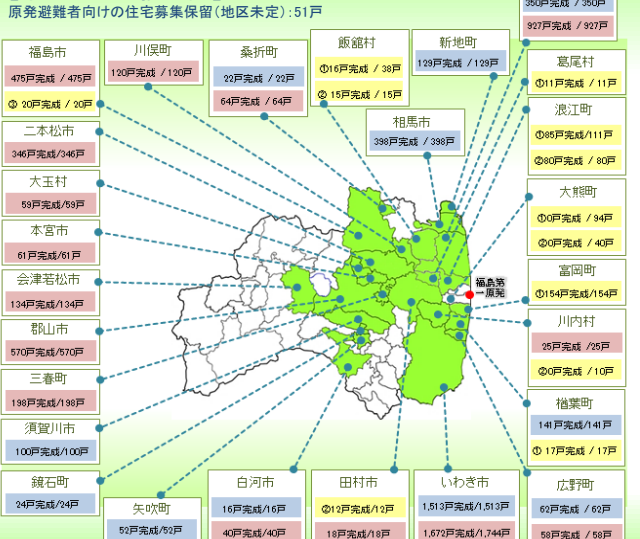 原発避難者向けの住宅募集保留(地区未定):51戸
350戸完成 / 350戸
927戸完成 / 927戸
福島市
475戸完成 / 475戸
③ 20戸完成 / 20戸
川俣町
120戸完成 / 120戸
桑折町
22戸完成 / 22戸
64戸完成 / 64戸
飯舘村
①16戸完成 / 38戸
② 15戸完成 / 15戸
新地町
129戸完成 / 129戸
相馬市
398戸完成 / 398戸
葛尾村
①11戸完成 / 11戸
浪江町
①85戸完成/111戸
②80戸完成 / 80戸
大熊町
①0戸完成 / 94戸
②0戸完成 / 40戸
富岡町
①154戸完成/154戸
川内村
25戸完成 /25戸
②0戸完成 / 10戸
楢葉町
141戸完成/141戸
① 17戸完成 / 17戸
広野町
62戸完成 / 62戸
58戸完成 / 58戸
二本松市
346戸完成/346戸
大玉村
59戸完成/59戸
本宮市
61戸完成/61戸
会津若松市
134戸完成/134戸
郡山市
570戸完成/570戸
三春町
198戸完成/198戸
須賀川市
100戸完成/100戸
鏡石町
24戸完成/24戸
矢吹町
52戸完成/52戸
白河市
16戸完成/16戸
40戸完成/40戸
田村市
②12戸完成/12戸
18戸完成/18戸
いわき市
1,513戸完成/1,513戸
1,672戸完成/1,744戸
福島第
一原発